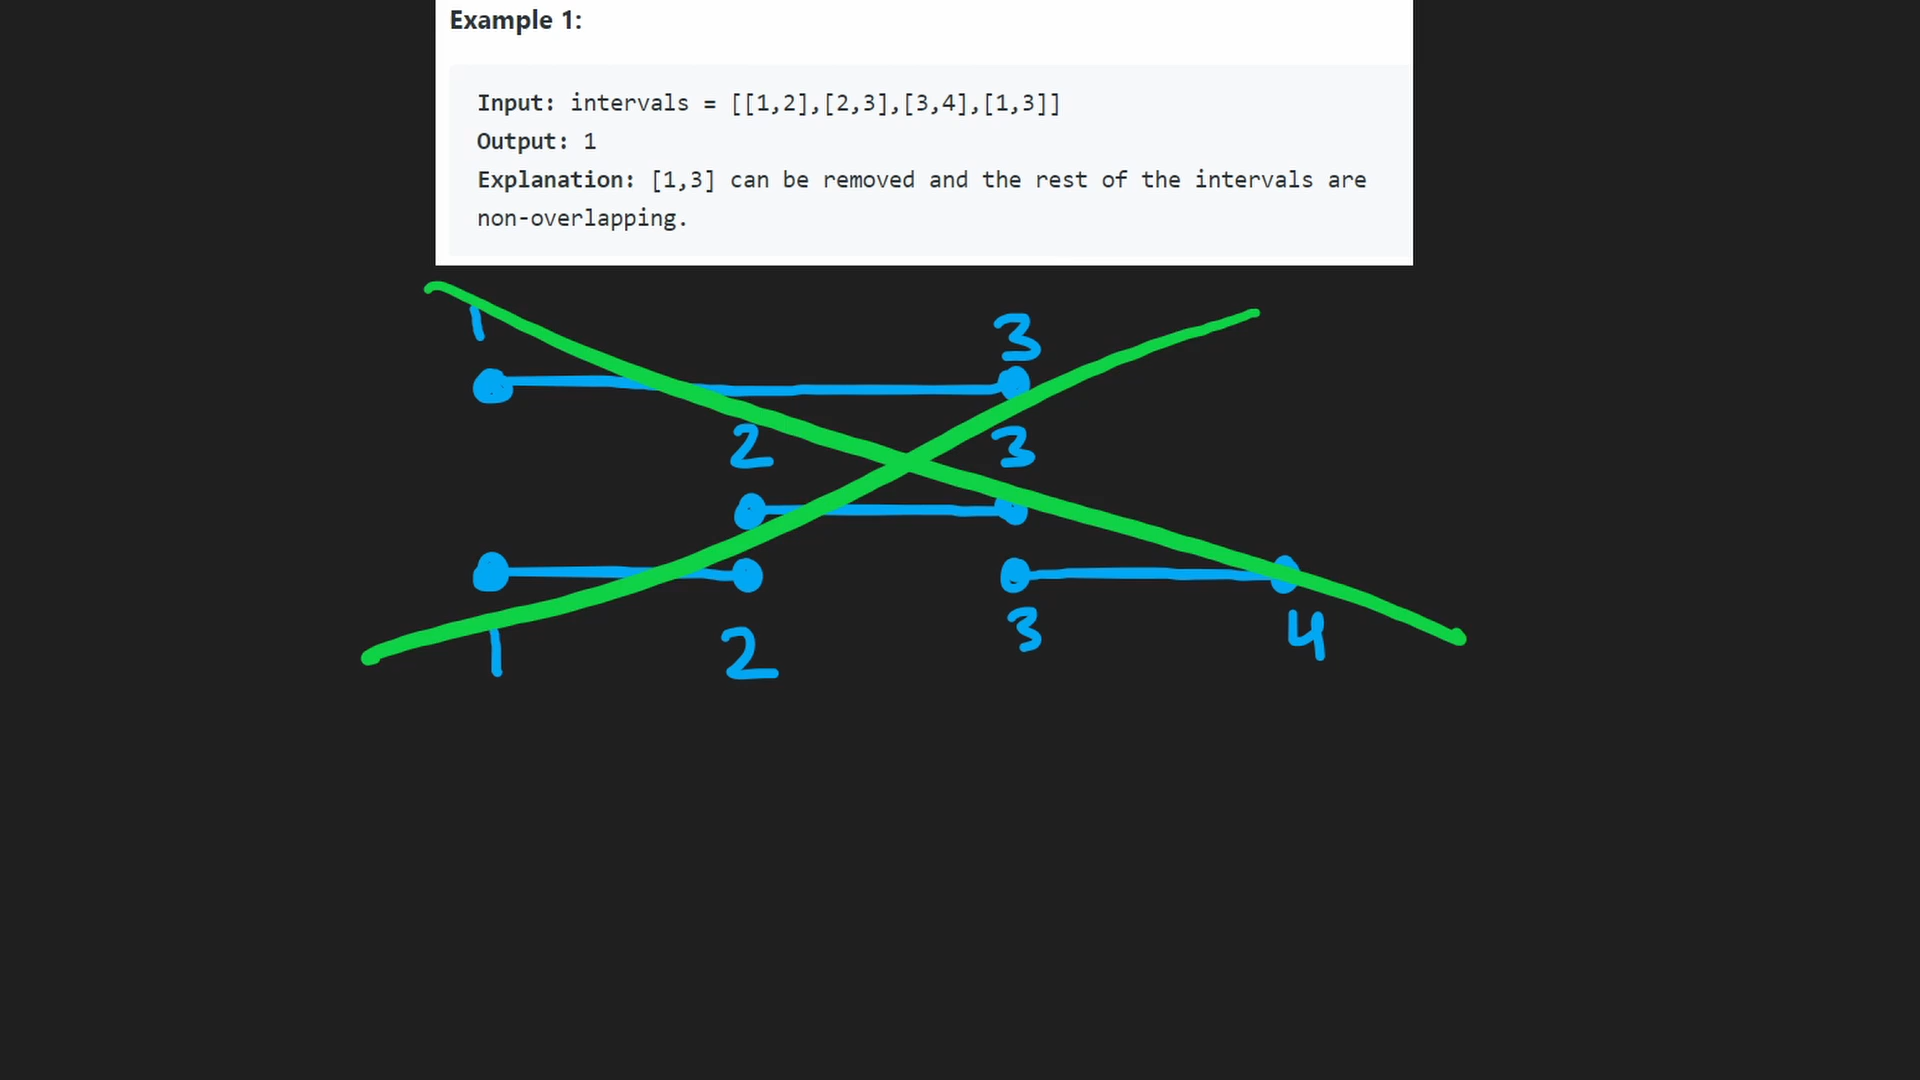 Example 1:
Input: intervals = [[1,2],[2,3],[3,4],[1,3]]
Output: 1
Explanation: [1,3] can be removed and the rest of the intervals are
non-overlapping.
1 3
2 3
1 2 3 4